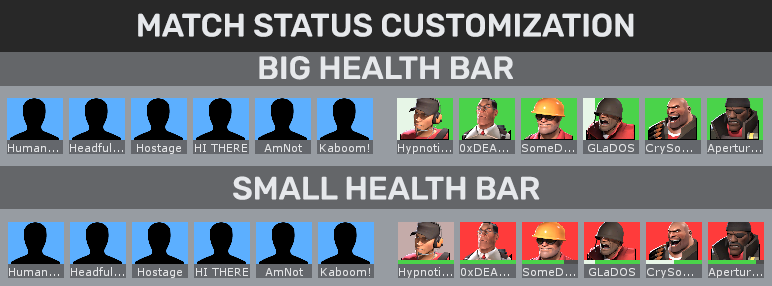 MATCH STATUS CUSTOMIZATION
BIG HEALTH BAR
Human... Headful... Hostage HI THERE AmNot Kaboom! Hypnoti... 0xDEA... SomeD... GLaDOS CrySo... Apertur...
SMALL HEALTH BAR
Human... Headful... Hostage HI THERE AmNot Kaboom! Hypnoti... 0xDEA... SomeD... GLaDOS CrySo... Apertur...